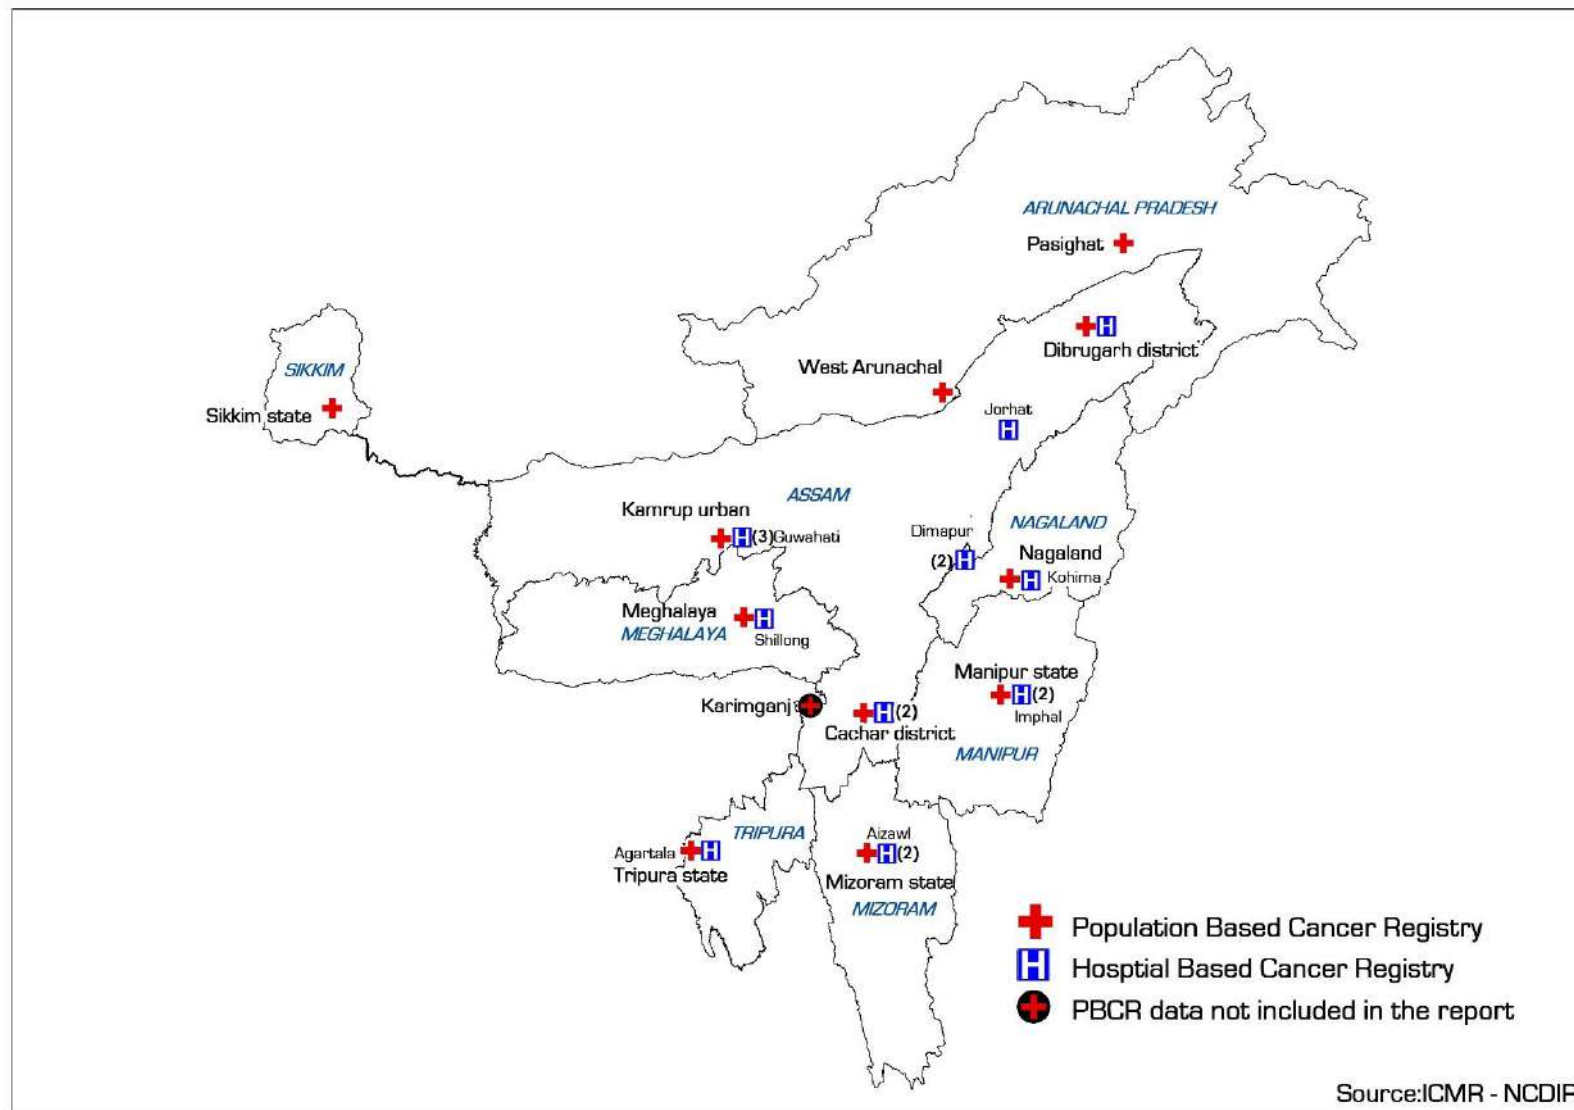 ARUNACHAL PRADESH
Pasighat
Dibrugarh district
West Arunachal
SIKKIM
Sikkim state
Jorhat
ASSAM
Kamrup urban
(3)Guwahati
Dimapur
(2)
NAGALAND
Nagaland
Kohima
Meghalaya
MEGHALAYA
Shillong
Manipur state
(2)
Imphal
MANIPUR
Karimganj
(2)
Cachar district
TRIPURA
Agartala
Tripura state
Aizawl
(2)
Mizoram state
MIZORAM
Population Based Cancer Registry
H Hosptial Based Cancer Registry
PBCR data not included in the report
Source:ICMR - NCDIR